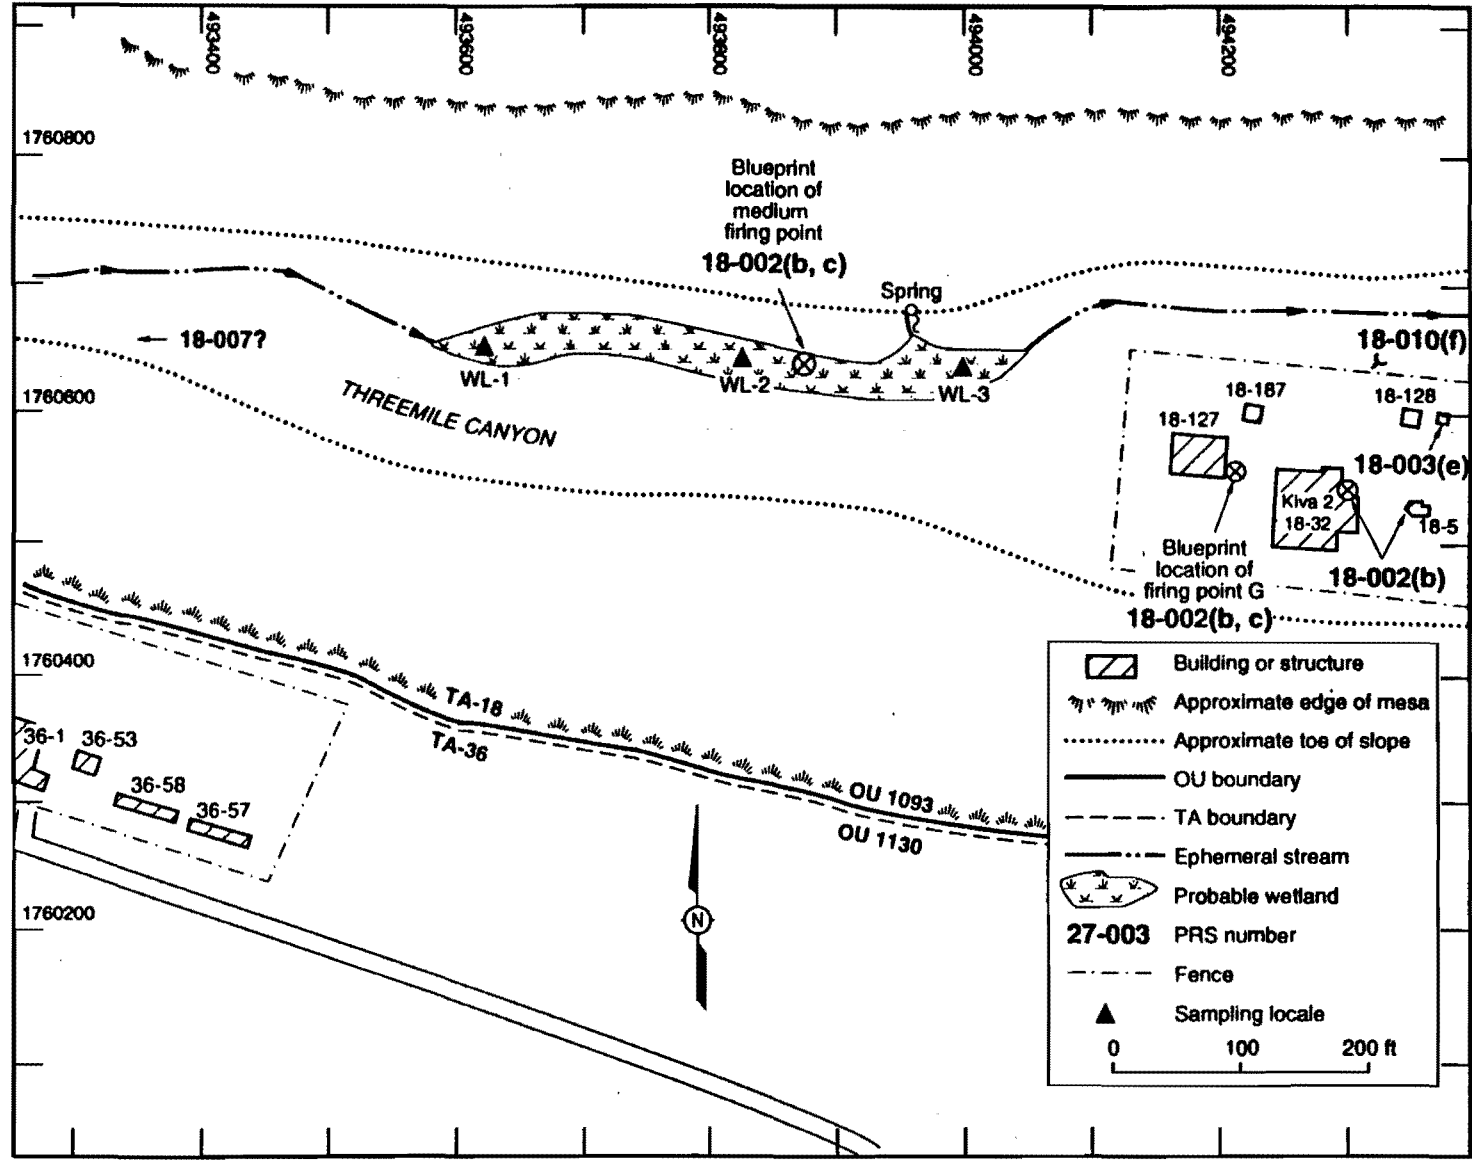 493400
493600
493800
494000
494200
1760800
Blueprint
location of
medium
firing point
18-002(b, c)
Spring
18-007?
18-010(f)
WL-1
WL-2
WL-3
1760600
THREEMILE CANYON
18-187
18-128
18-127
18-003(e)
Kiva 2
18-32
18-5
Blueprint
location of
firing point G
18-002(b, c)
18-002(b)
1760400
TA-18
TA-36
36-1
36-53
36-58
36-57
OU 1093
OU 1130
1760200
N
Building or structure
Approximate edge of mesa
Approximate toe of slope
OU boundary
TA boundary
Ephemeral stream
Probable wetland
27-003 PRS number
Fence
Sampling locale
0 100 200 ft